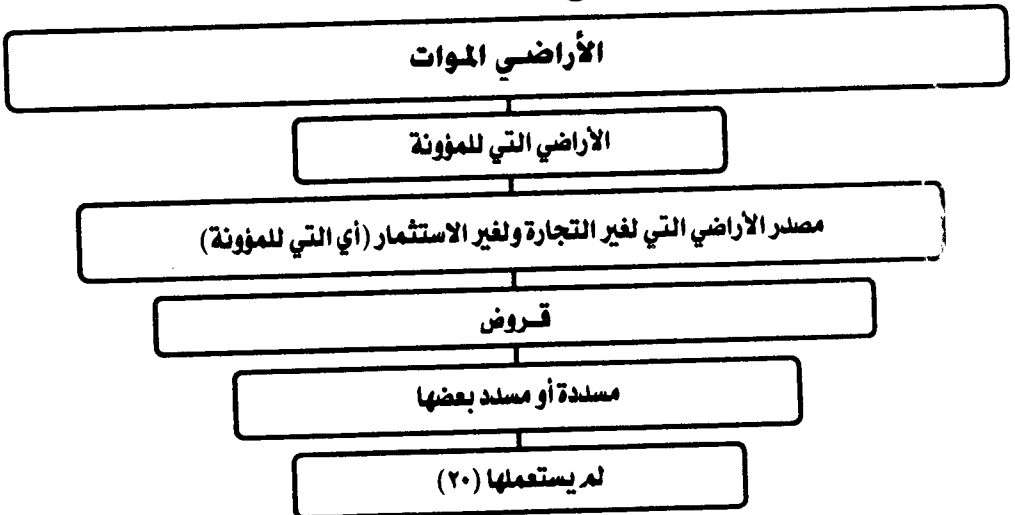 الأراضي الموات
الأراضي التي للمؤونة
مصدر الأراضي التي لغير التجارة ولغير الاستثمار (أي التي للمؤونة)
قروض
مسددة أو مسدد بعضها
لم يستعملها (٢٠)